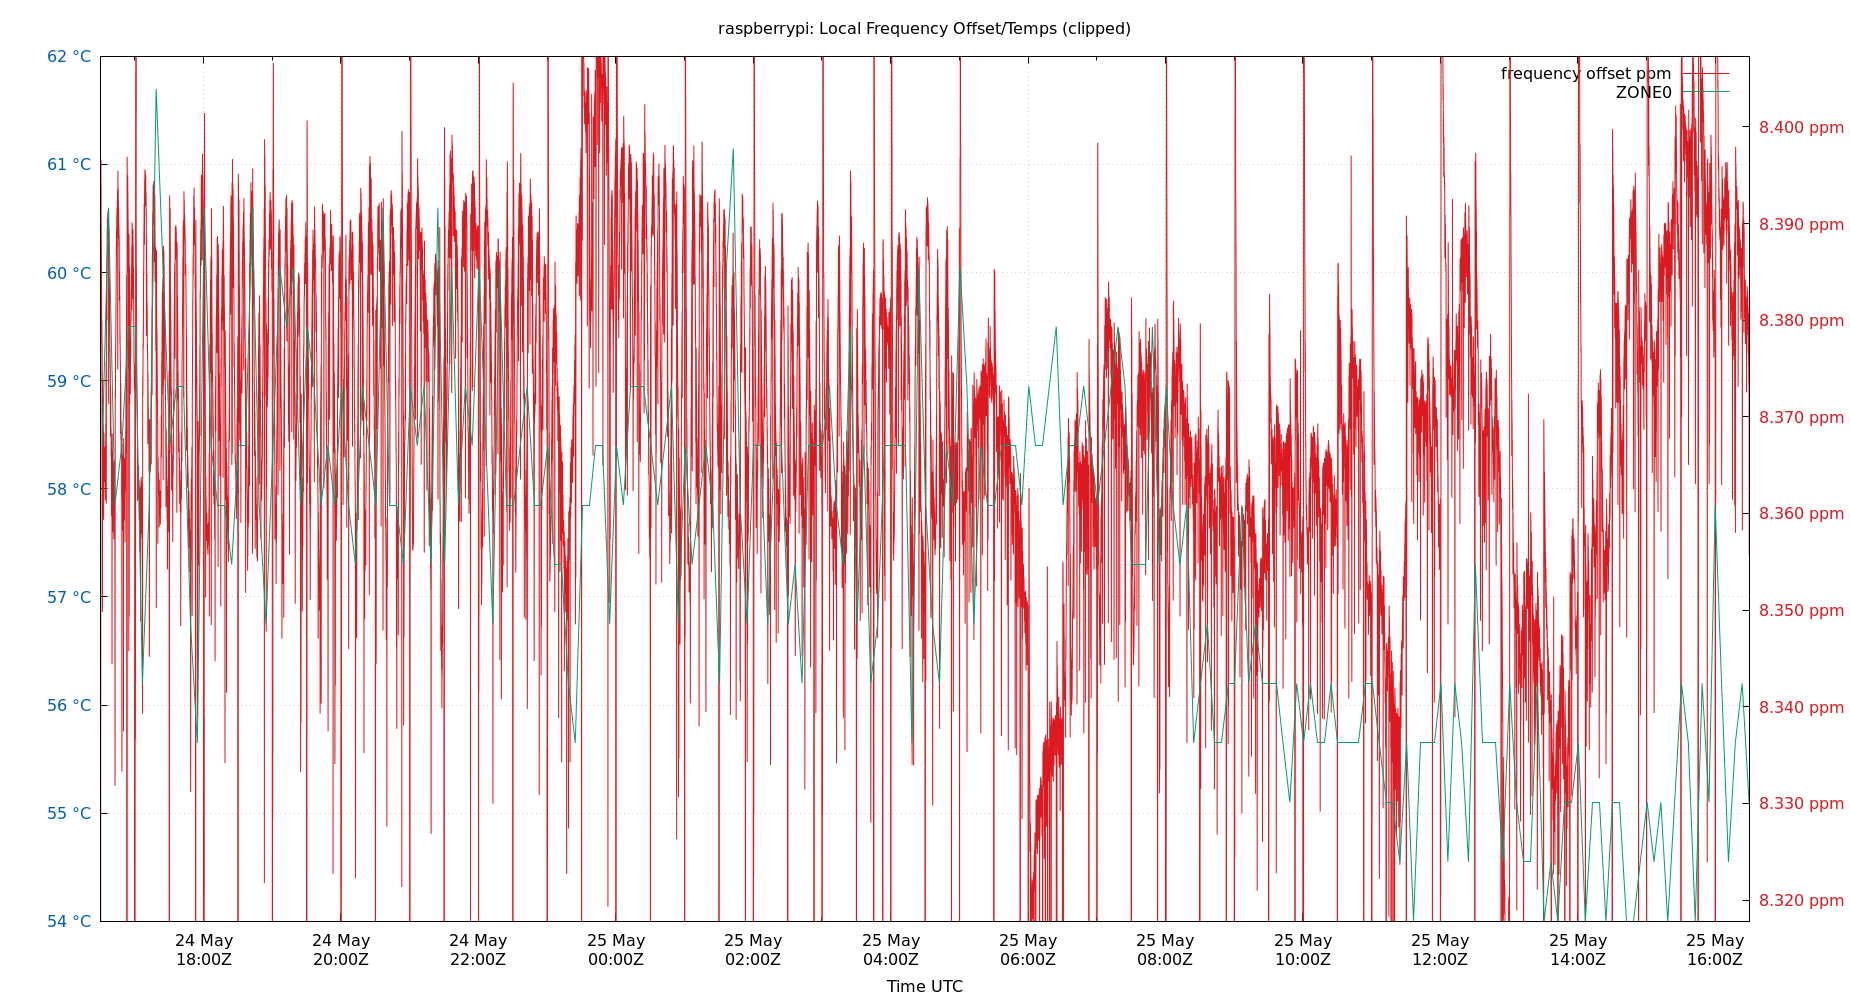 raspberrypi: Local Frequency Offset/Temps (clipped)
62 °C
61 °C
60 °C
59 °C
58 °C
57 °C
56 °C
55 °C
54 °C
frequency offset ppm
ZONE0
8.400 ppm
8.390 ppm
8.380 ppm
8.370 ppm
8.360 ppm
8.350 ppm
8.340 ppm
8.330 ppm
8.320 ppm
24 May
18:00Z
24 May
20:00Z
24 May
22:00Z
25 May
00:00Z
25 May
02:00Z
25 May
04:00Z
25 May
06:00Z
25 May
08:00Z
25 May
10:00Z
25 May
12:00Z
25 May
14:00Z
25 May
16:00Z
Time UTC